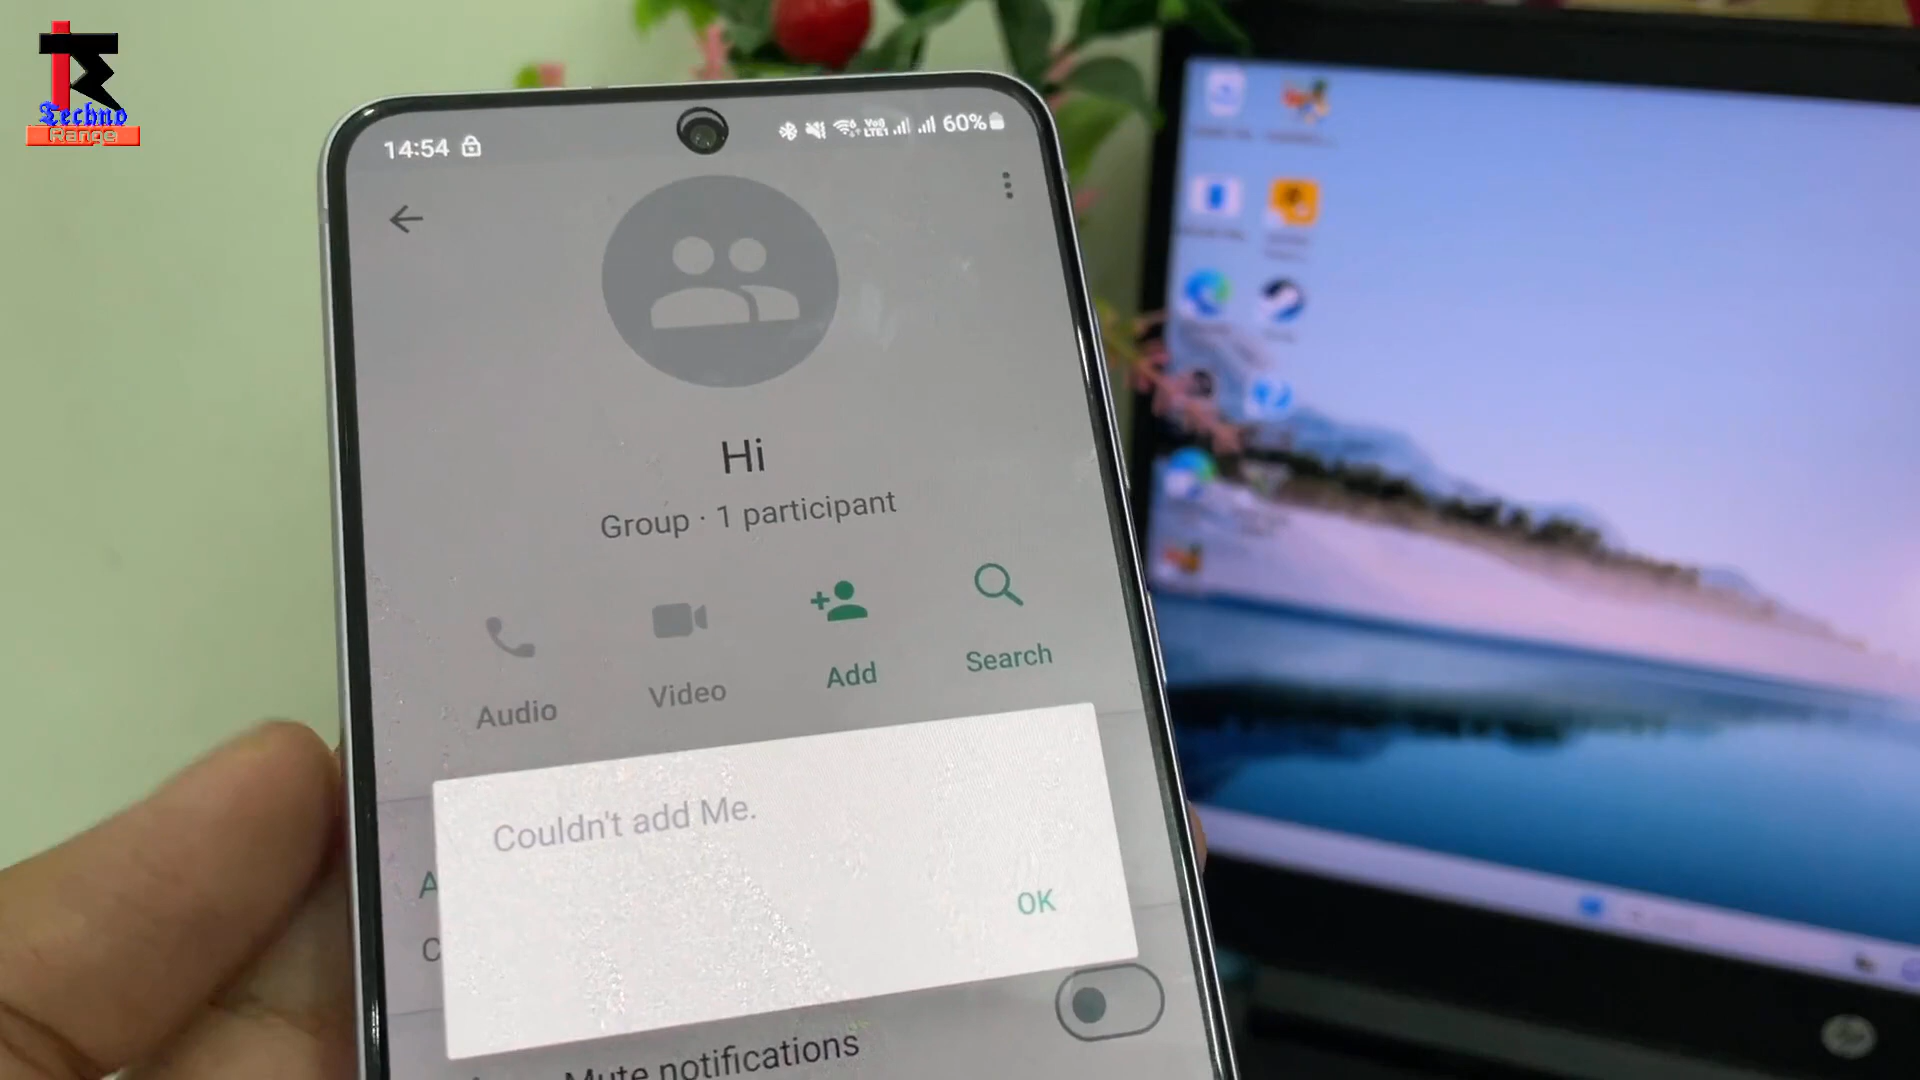 Techno
Range
14:54
VoLTE1
60%
Hi
Group · 1 participant
Audio
Video
Add
Search
Couldn't add Me.
OK
Mute notifications